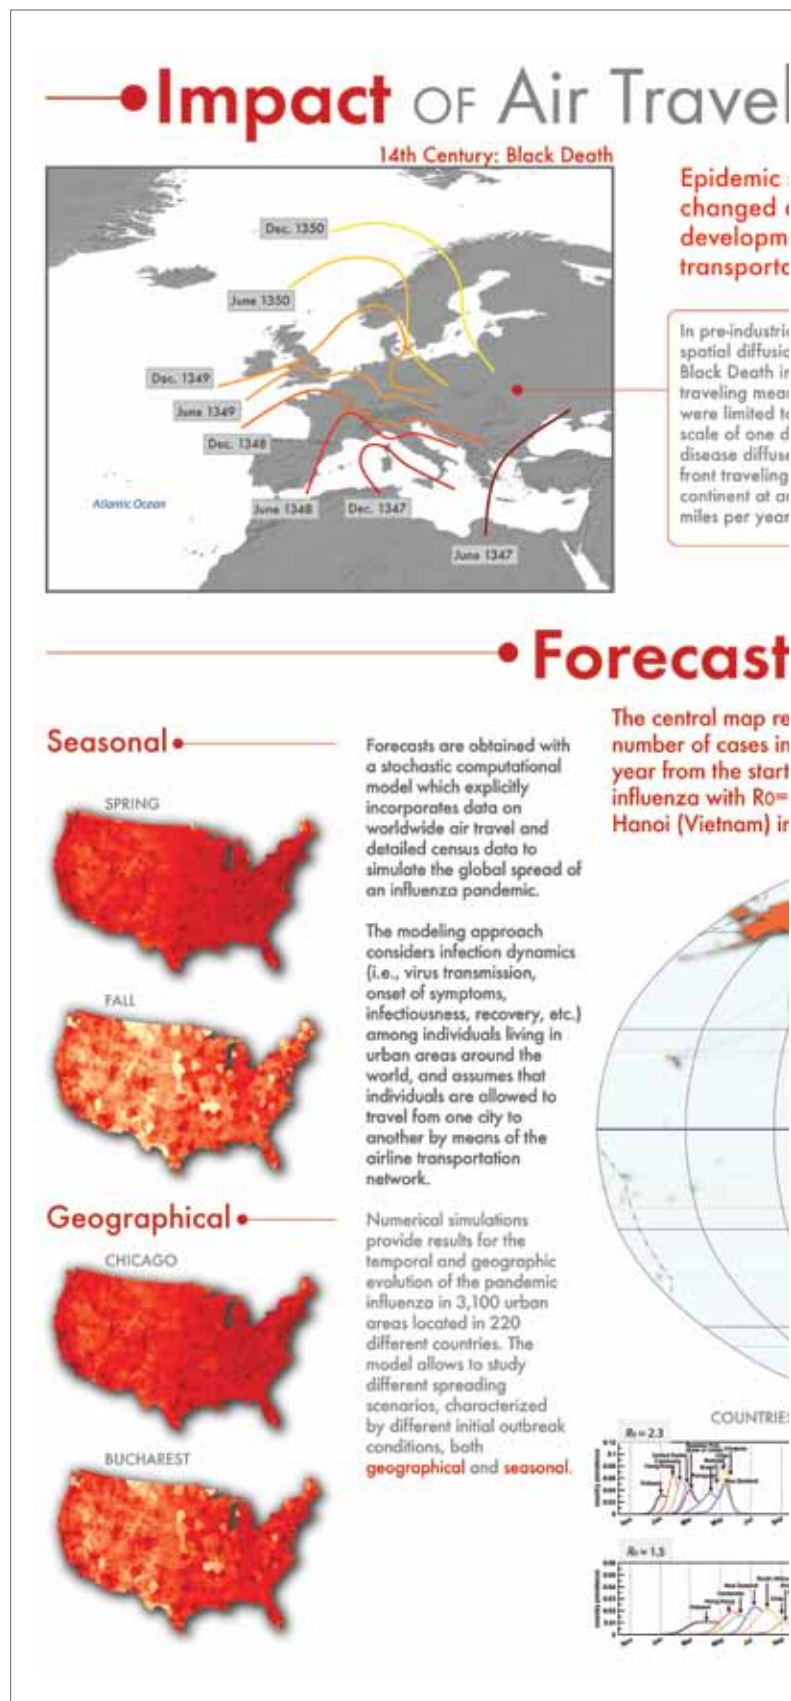 Impact OF Air Travel
14th Century: Black Death
Dec. 1350
June 1350
Dec. 1349
June 1349
Dec. 1348
June 1348
Dec. 1347
June 1347
Atlantic Ocean
Epidemic
changed
developm
transporta
In pre-industri
spatial diffusi
Black Death in
traveling mea
were limited to
scale of one d
disease diffuse
front traveling
continent at a
miles per year
Forecast
Seasonal
SPRING
FALL
Geographical
CHICAGO
BUCHAREST
Forecasts are obtained with
a stochastic computational
model which explicitly
incorporates data on
worldwide air travel and
detailed census data to
simulate the global spread of
an influenza pandemic.
The modeling approach
considers infection dynamics
(i.e., virus transmission,
onset of symptoms,
infectiousness, recovery, etc.)
among individuals living in
urban areas around the
world, and assumes that
individuals are allowed to
travel fom one city to
another by means of the
airline transportation
network.
Numerical simulations
provide results for the
temporal and geographic
evolution of the pandemic
influenza in 3,100 urban
areas located in 220
different countries. The
model allows to study
different spreading
scenarios, characterized
by different initial outbreak
conditions, both
geographical and seasonal.
The central map re
number of cases in
year from the start
influenza with R0=
Hanoi (Vietnam) in
COUNTRIES
R₀ = 2.3
R₀ = 1.5